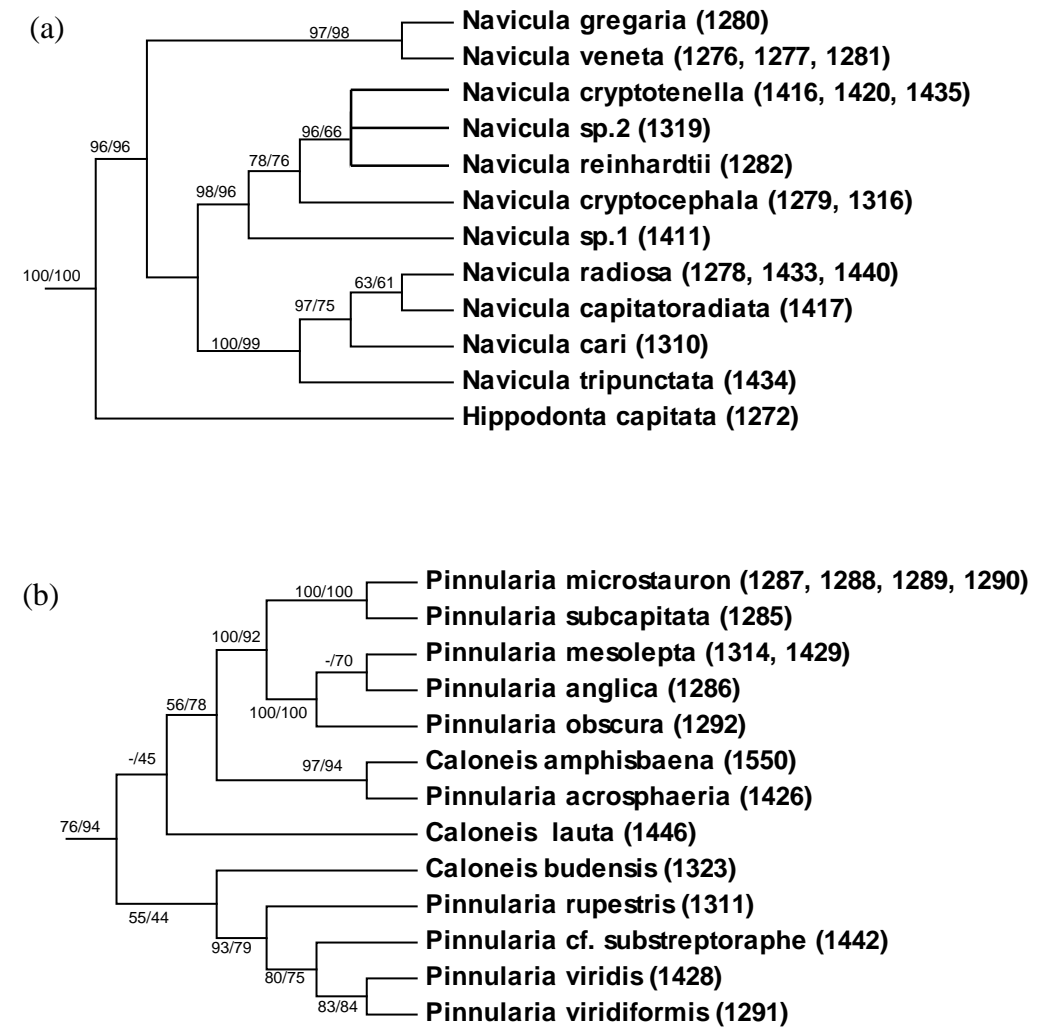 (a)
Navicula gregaria (1280)
97/98
Navicula veneta (1276, 1277, 1281)
Navicula cryptotenella (1416, 1420, 1435)
96/66
Navicula sp.2 (1319)
96/96
78/76
Navicula reinhardtii (1282)
98/96
Navicula cryptocephala (1279, 1316)
Navicula sp.1 (1411)
100/100
63/61
Navicula radiosa (1278, 1433, 1440)
97/75
Navicula capitatoradiata (1417)
100/99
Navicula cari (1310)
Navicula tripunctata (1434)
Hippodonta capitata (1272)
(b)
Pinnularia microstauron (1287, 1288, 1289, 1290)
100/100
Pinnularia subcapitata (1285)
100/92
-/70
Pinnularia mesolepta (1314, 1429)
Pinnularia anglica (1286)
56/78
100/100
Pinnularia obscura (1292)
-/45
97/94
Caloneis amphisbaena (1550)
Pinnularia acrosphaeria (1426)
76/94
Caloneis lauta (1446)
Caloneis budensis (1323)
55/44
Pinnularia rupestris (1311)
93/79
Pinnularia cf. substreptoraphe (1442)
80/75
Pinnularia viridis (1428)
83/84
Pinnularia viridiformis (1291)